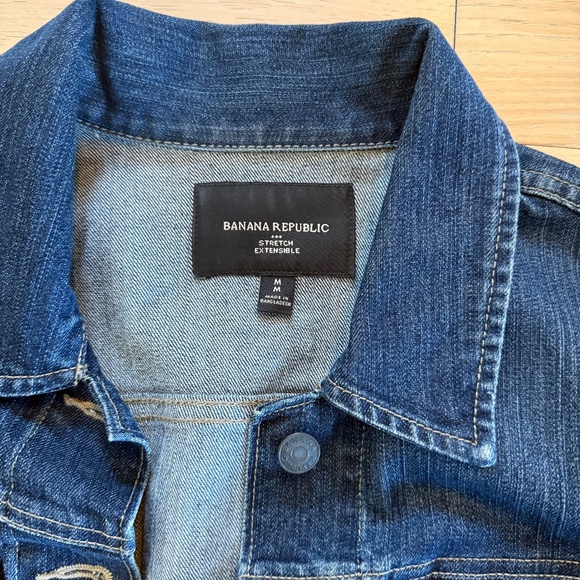 BANANA REPUBLIC
STRETCH
EXTENSIBLE
M
M
MADE IN
BANGLADESH